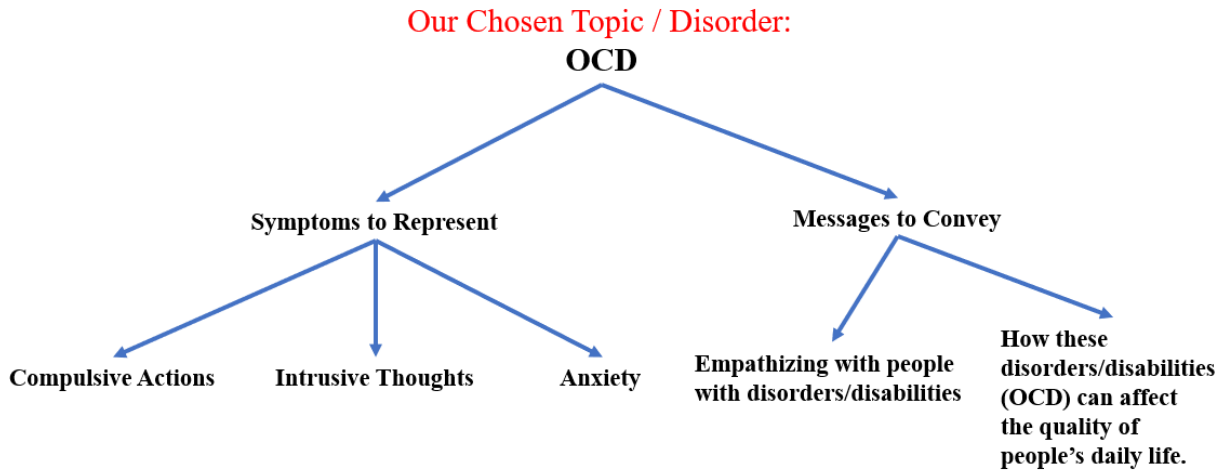 Our Chosen Topic / Disorder:
OCD
Symptoms to Represent
Messages to Convey
Compulsive Actions
Intrusive Thoughts
Anxiety
Empathizing with people
with disorders/disabilities
How these
disorders/disabilities
(OCD) can affect
the quality of
people’s daily life.